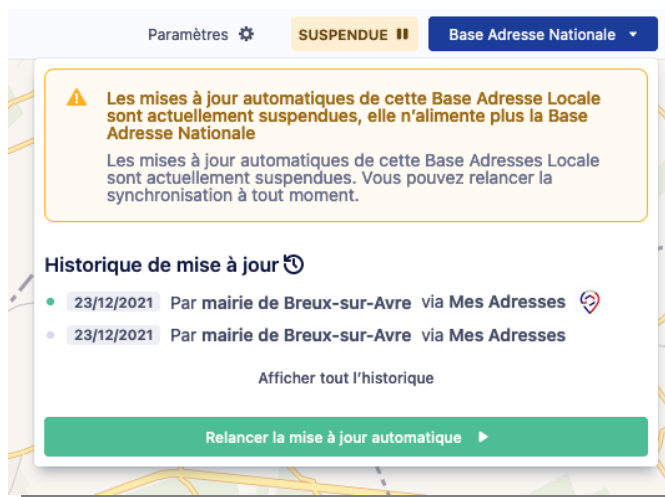 Paramètres SUSPENDUE Base Adresse Nationale
Les mises à jour automatiques de cette Base Adresse Locale
sont actuellement suspendues, elle n’alimente plus la Base
Adresse Nationale
Les mises à jour automatiques de cette Base Adresses Locale
sont actuellement suspendues. Vous pouvez relancer la
synchronisation à tout moment.
Historique de mise à jour
23/12/2021 Par mairie de Breux-sur-Avre via Mes Adresses
23/12/2021 Par mairie de Breux-sur-Avre via Mes Adresses
Afficher tout l’historique
Relancer la mise à jour automatique